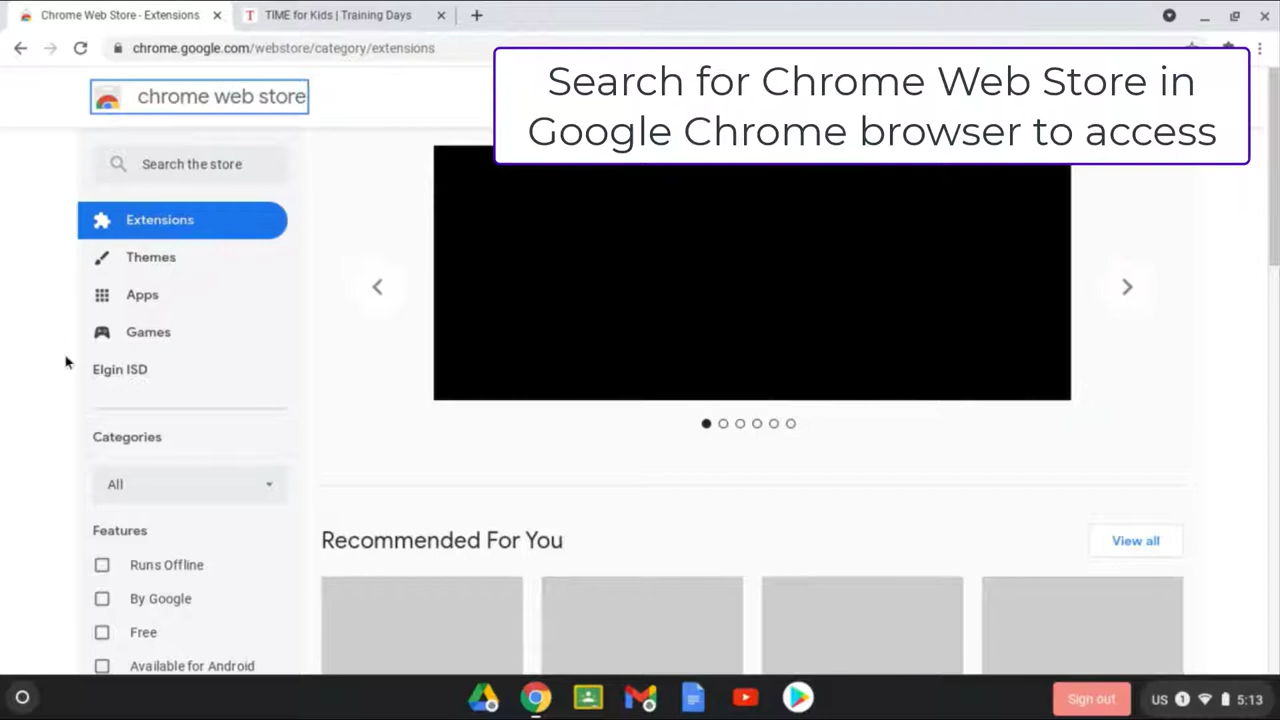 Chrome Web Store - Extensions
TIME for Kids | Training Days
chrome.google.com/webstore/category/extensions
Search for Chrome Web Store in
Google Chrome browser to access
chrome web store
Search the store
Extensions
Themes
Apps
Games
Elgin ISD
Categories
All
Features
Runs Offline
By Google
Free
Available for Android
Recommended For You
View all
Sign out
US
1
5:13